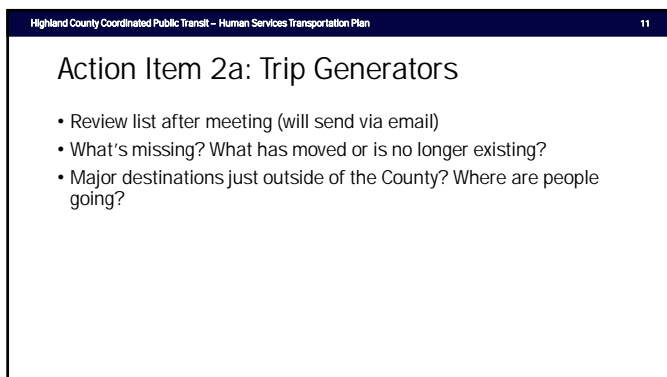 Highland County Coordinated Public Transit – Human Services Transportation Plan 11
Action Item 2a: Trip Generators
• Review list after meeting (will send via email)
• What's missing? What has moved or is no longer existing?
• Major destinations just outside of the County? Where are people
going?